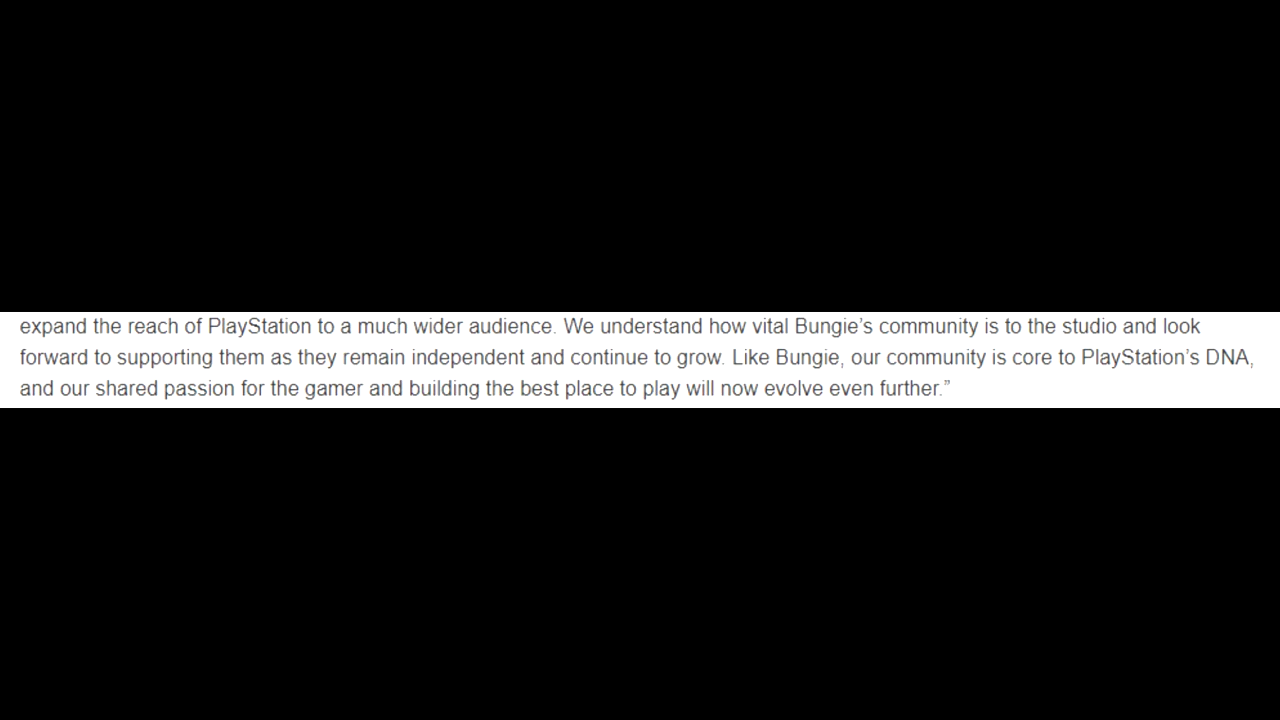 expand the reach of PlayStation to a much wider audience. We understand how vital Bungie’s community is to the studio and look
forward to supporting them as they remain independent and continue to grow. Like Bungie, our community is core to PlayStation’s DNA,
and our shared passion for the gamer and building the best place to play will now evolve even further.”